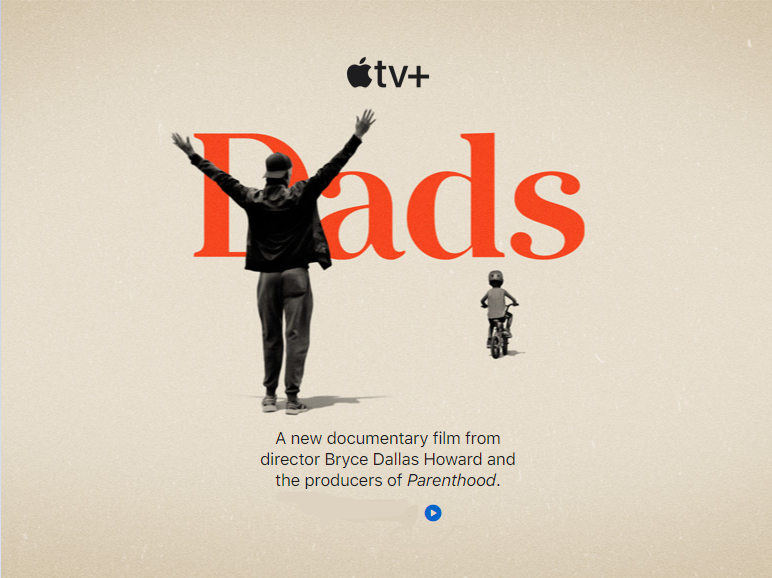 tv+
Dads
A new documentary film from
director Bryce Dallas Howard and
the producers of Parenthood.